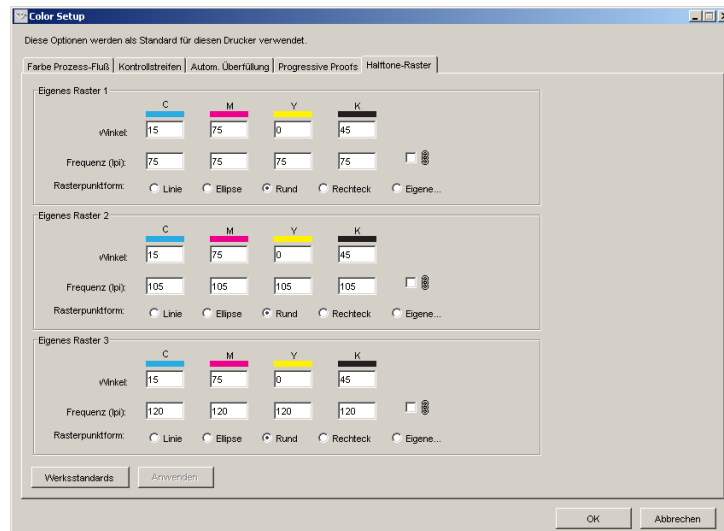 Color Setup
Diese Optionen werden als Standard für diesen Drucker verwendet.
Farbe Prozess-Fluß Kontrollstreifen Autom. Überfüllung Progressive Proofs Halftone-Raster
Eigenes Raster 1
C M Y K
Winkel: 15 75 0 45
Frequenz (lpi): 75 75 75 75
Rasterpunktform: Linie Ellipse Rund Rechteck Eigene...
Eigenes Raster 2
C M Y K
Winkel: 15 75 0 45
Frequenz (lpi): 105 105 105 105
Rasterpunktform: Linie Ellipse Rund Rechteck Eigene...
Eigenes Raster 3
C M Y K
Winkel: 15 75 0 45
Frequenz (lpi): 120 120 120 120
Rasterpunktform: Linie Ellipse Rund Rechteck Eigene...
Werksstandards Anwenden
OK Abbrechen